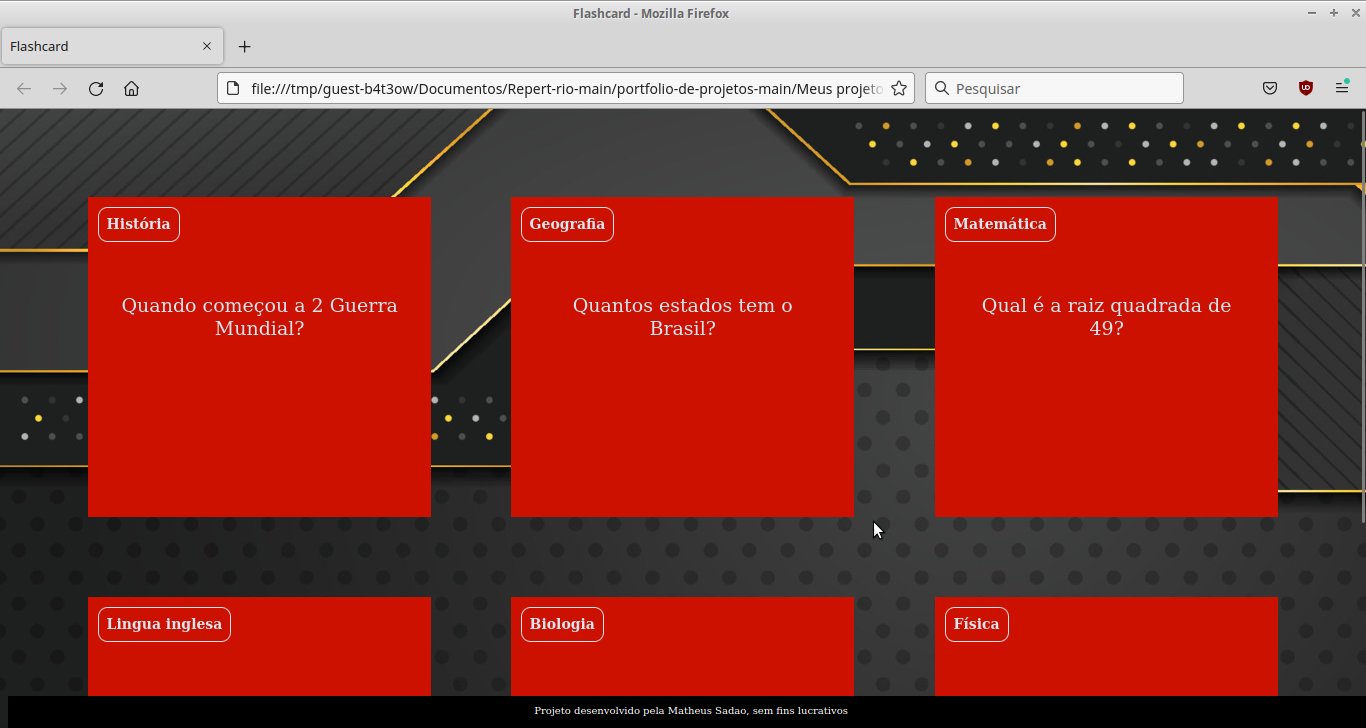 Flashcard - Mozilla Firefox
Flashcard
file:///tmp/guest-b4t3ow/Documentos/Repert-rio-main/portfolio-de-projetos-main/Meus projeto
Pesquisar
História
Quando começou a 2 Guerra
Mundial?
Geografia
Quantos estados tem o
Brasil?
Matemática
Qual é a raiz quadrada de
49?
Lingua inglesa
Biologia
Física
Projeto desenvolvido pela Matheus Sadao, sem fins lucrativos